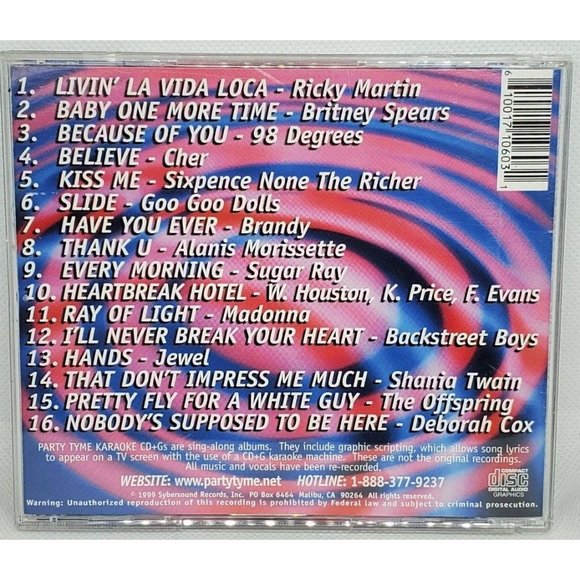 1. LIVIN' LA VIDA LOCA - Ricky Martin
2. BABY ONE MORE TIME - Britney Spears
3. BECAUSE OF YOU - 98 Degrees
4. BELIEVE - Cher
5. KISS ME - Sixpence None The Richer
6. SLIDE - Goo Goo Dolls
7. HAVE YOU EVER - Brandy
8. THANK U - Alanis Morissette
9. EVERY MORNING - Sugar Ray
10. HEARTBREAK HOTEL - W. Houston, K. Price, F. Evans
11. RAY OF LIGHT - Madonna
12. I'LL NEVER BREAK YOUR HEART - Backstreet Boys
13. HANDS - Jewel
14. THAT DON'T IMPRESS ME MUCH - Shania Twain
15. PRETTY FLY FOR A WHITE GUY - The Offspring
16. NOBODY'S SUPPOSED TO BE HERE - Deborah Cox
6 10017 10603 1
PARTY TYME KARAOKE CD+Gs are sing-along albums. They include graphic scripting, which allows song lyrics
to appear on a TV screen with the use of a CD+G karaoke machine. These are not the original recordings.
All music and vocals have been re-recorded.
WEBSITE: www.partytyme.net HOTLINE: 1-888-377-9237
© 1999 Sybersound Records, Inc. PO Box 6464 Malibu, CA 90264 All rights reserved.
Warning: Unauthorized reproduction of this recording is prohibited by Federal law and subject to criminal prosecution.
COMPACT
disc
DIGITAL AUDIO
GRAPHICS